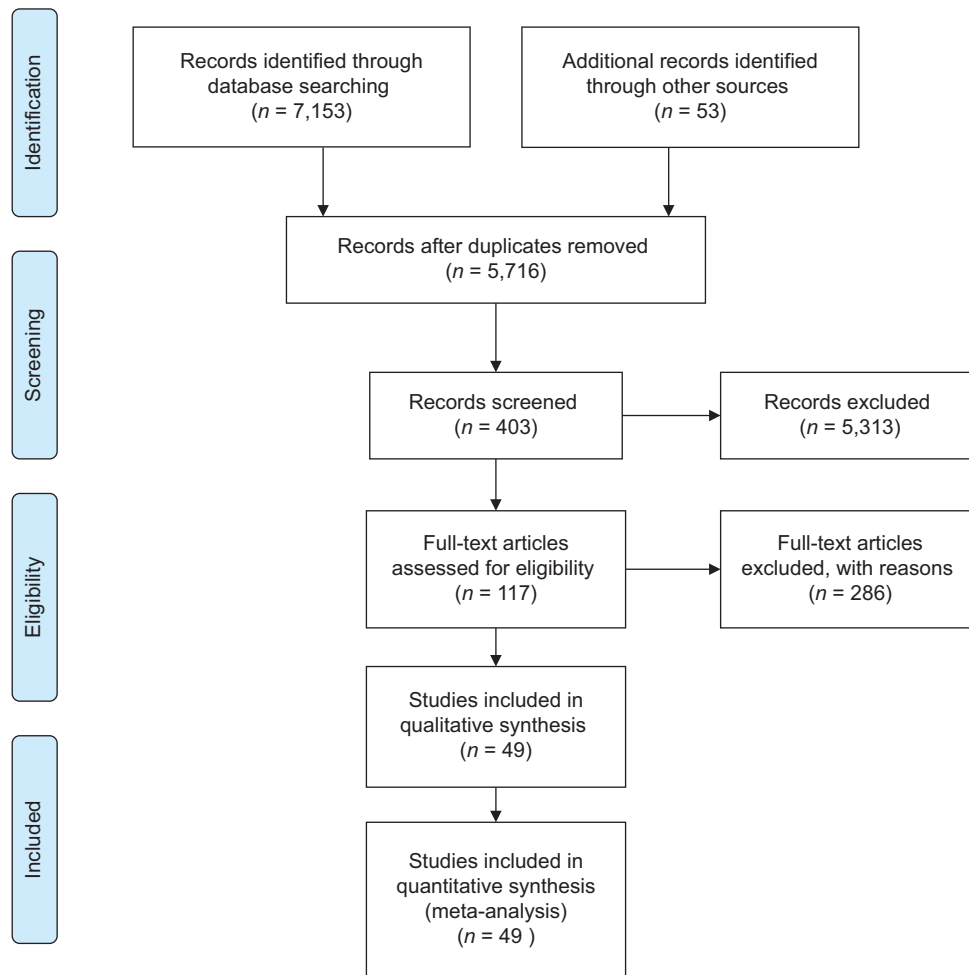 Identification
Records identified through
database searching
(n = 7,153)
Additional records identified
through other sources
(n = 53)
Records after duplicates removed
(n = 5,716)
Screening
Records screened
(n = 403)
Records excluded
(n = 5,313)
Eligibility
Full-text articles
assessed for eligibility
(n = 117)
Full-text articles
excluded, with reasons
(n = 286)
Studies included in
qualitative synthesis
(n = 49)
Included
Studies included in
quantitative synthesis
(meta-analysis)
(n = 49 )